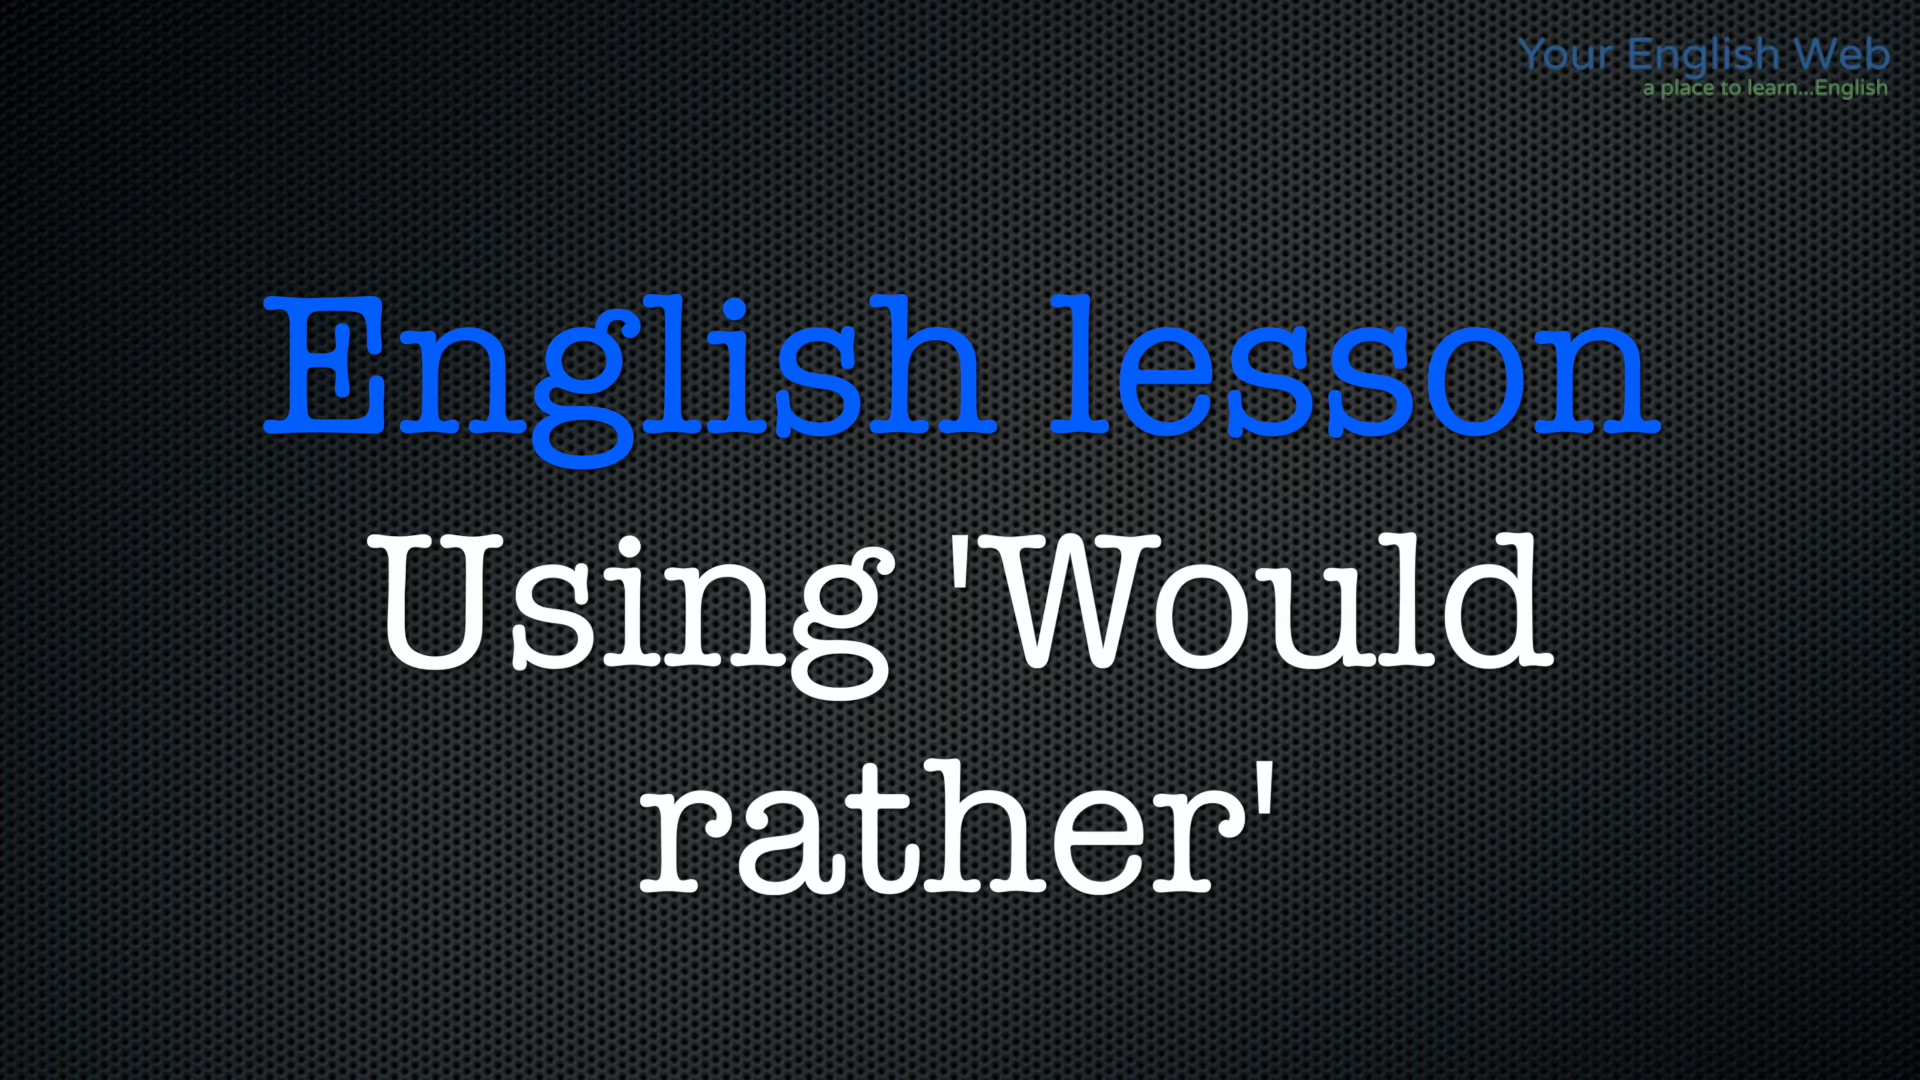 Your English Web
a place to learn...English
English lesson
Using 'Would
rather'